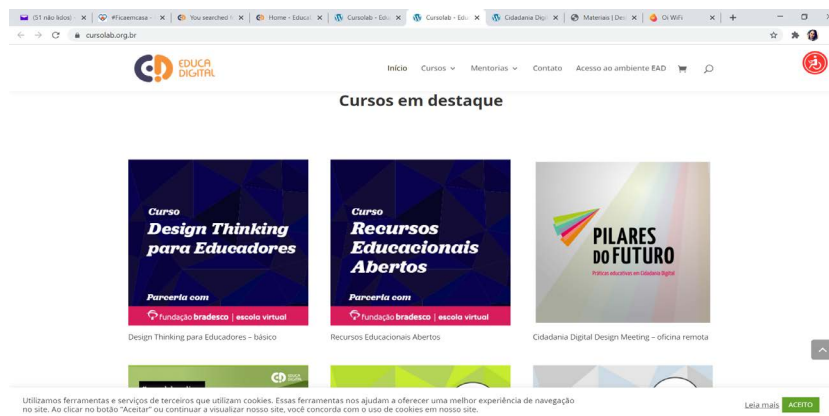 (51 não lidos) -
#Ficaemcasa -
You searched f
Home - Educa
Cursolab - Edu
Cursolab - Edu
Cidadania Digi
Materiais | Des
Oi WiFi
cursolab.org.br
EDUCA
DIGITAL
Início Cursos Mentorias Contato Acesso ao ambiente EAD
Cursos em destaque
Curso
Design Thinking
para Educadores
Parceria com
fundação bradesco | escola virtual
Design Thinking para Educadores – básico
Curso
Recursos
Educacionais
Abertos
Parceria com
fundação bradesco | escola virtual
Recursos Educacionais Abertos
PILARES
DO FUTURO
Práticas educativas em Cidadania Digital
Cidadania Digital Design Meeting – oficina remota
EDUCA
DIGITAL
Utilizamos ferramentas e serviços de terceiros que utilizam cookies. Essas ferramentas nos ajudam a oferecer uma melhor experiência de navegação
no site. Ao clicar no botão "Aceitar" ou continuar a visualizar nosso site, você concorda com o uso de cookies em nosso site.
Leia mais ACEITO